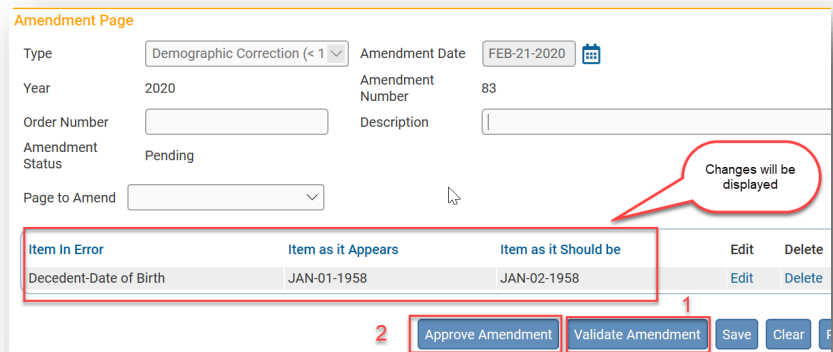 Amendment Page
Type Demographic Correction (< 1 Amendment Date FEB-21-2020
Year 2020 Amendment Number 83
Order Number Description
Amendment Status Pending
Changes will be displayed
Page to Amend
Item In Error Item as it Appears Item as it Should be Edit Delete
Decedent-Date of Birth JAN-01-1958 JAN-02-1958 Edit Delete
1
2 Approve Amendment Validate Amendment Save Clear